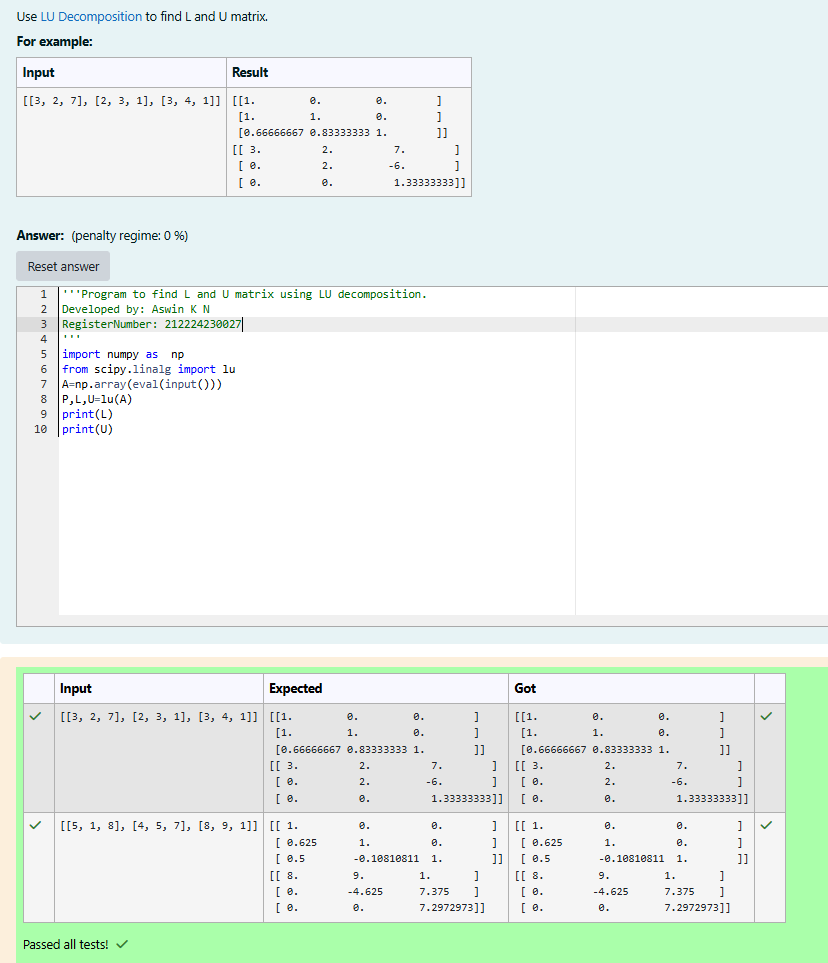 Use LU Decomposition to find L and U matrix.
For example:
Input Result
[[3, 2, 7], [2, 3, 1], [3, 4, 1]] [[1. 0. 0. ]
[1. 1. 0. ]
[0.66666667 0.83333333 1. ]]
[[ 3. 2. 7. ]
[ 0. 2. -6. ]
[ 0. 0. 1.33333333]]
Answer: (penalty regime: 0 %)
Reset answer
1 '''Program to find L and U matrix using LU decomposition.
2 Developed by: Aswin K N
3 RegisterNumber: 212224230027
4 '''
5 import numpy as  np
6 from scipy.linalg import lu
7 A=np.array(eval(input()))
8 P,L,U=lu(A)
9 print(L)
10 print(U)
Input Expected Got
[[3, 2, 7], [2, 3, 1], [3, 4, 1]] [[1. 0. 0. ] [[1. 0. 0. ]
[1. 1. 0. ] [1. 1. 0. ]
[0.66666667 0.83333333 1. ]] [0.66666667 0.83333333 1. ]]
[[ 3. 2. 7. ] [[ 3. 2. 7. ]
[ 0. 2. -6. ] [ 0. 2. -6. ]
[ 0. 0. 1.33333333]] [ 0. 0. 1.33333333]]
[[5, 1, 8], [4, 5, 7], [8, 9, 1]] [[ 1. 0. 0. ] [[ 1. 0. 0. ]
[ 0.625 1. 0. ] [ 0.625 1. 0. ]
[ 0.5 -0.10810811 1. ]] [ 0.5 -0.10810811 1. ]]
[[ 8. 9. 1. ] [[ 8. 9. 1. ]
[ 0. -4.625 7.375 ] [ 0. -4.625 7.375 ]
[ 0. 0. 7.2972973]] [ 0. 0. 7.2972973]]
Passed all tests!